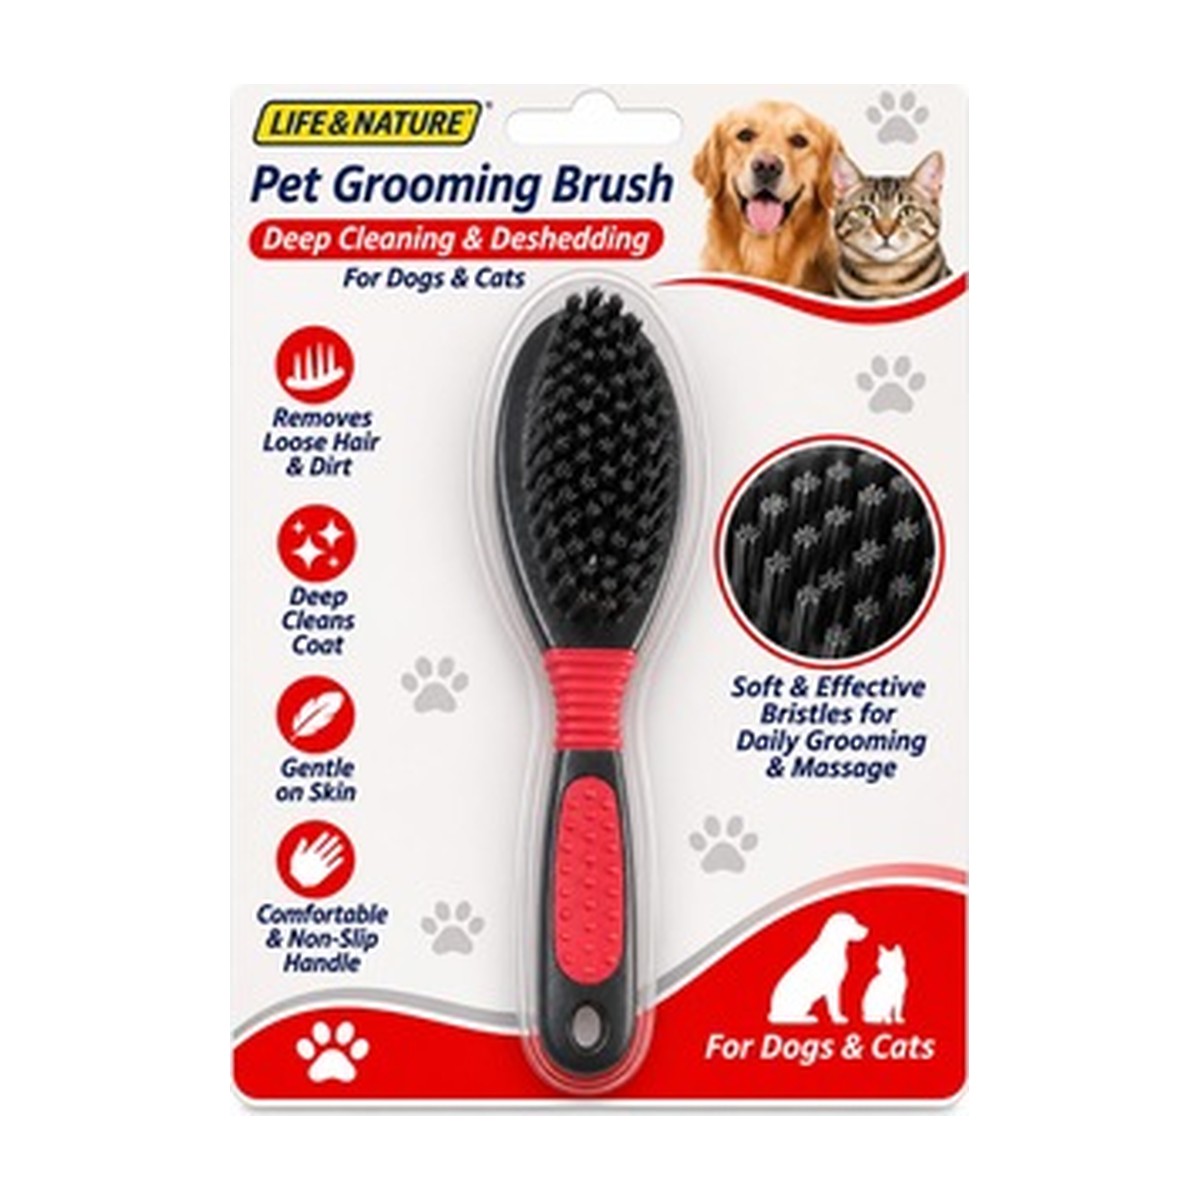 LIFE & NATURE®
Pet Grooming Brush
Deep Cleaning & Deshedding
For Dogs & Cats
Removes
Loose Hair
& Dirt
Deep
Cleans
Coat
Gentle
on Skin
Comfortable
& Non-Slip
Handle
Soft & Effective
Bristles for
Daily Grooming
& Massage
For Dogs & Cats